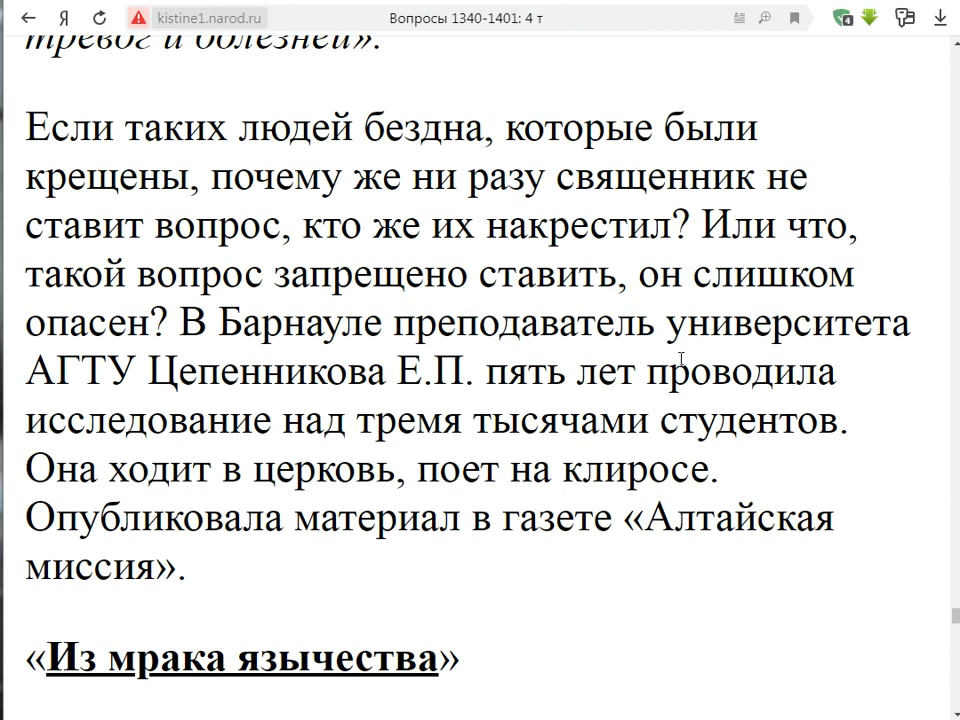 kistine1.narod.ru
Вопросы 1340-1401: 4 т
4
тревог и болезней».
Если таких людей бездна, которые были
крещены, почему же ни разу священник не
ставит вопрос, кто же их накрестил? Или что,
такой вопрос запрещено ставить, он слишком
опасен? В Барнауле преподаватель университета
АГТУ Цепенникова Е.П. пять лет проводила
исследование над тремя тысячами студентов.
Она ходит в церковь, поет на клиросе.
Опубликовала материал в газете «Алтайская
миссия».
«Из мрака язычества»